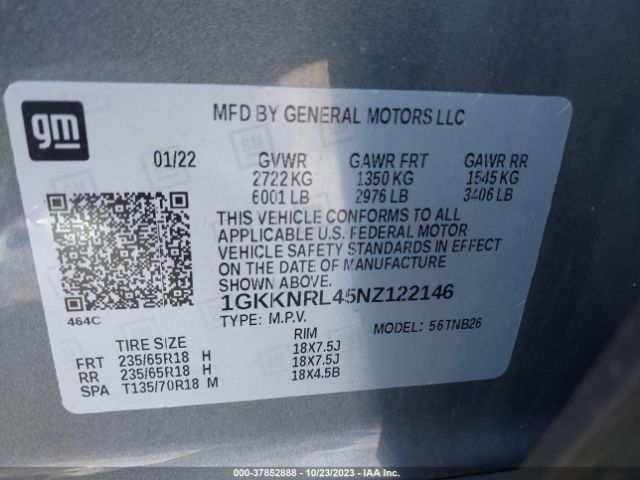 gm
MFD BY GENERAL MOTORS LLC
01/22 GVWR GAWR FRT GAWR RR
2722 KG 1350 KG 1545 KG
6001 LB 2976 LB 3406 LB
THIS VEHICLE CONFORMS TO ALL
APPLICABLE U.S. FEDERAL MOTOR
VEHICLE SAFETY STANDARDS IN EFFECT
ON THE DATE OF MANUFACTURE
SHOWN ABOVE.
1GKKNRL45NZ122146
464C
TYPE: M.P.V. MODEL: 56TNB26
TIRE SIZE RIM
FRT 235/65R18 H 18X7.5J
RR 235/65R18 H 18X7.5J
SPA T135/70R18 M 18X4.5B
000-37852888 - 10/23/2023 - IAA Inc.